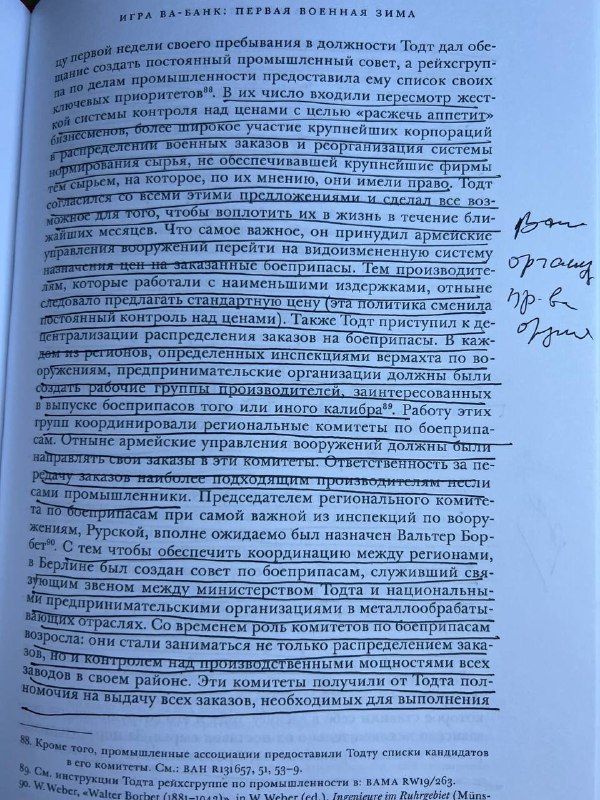 ИГРА ВА-БАНК: ПЕРВАЯ ВОЕННАЯ ЗИМА
цу первой недели своего пребывания в должности Тодт дал обе-
щание создать постоянный промышленный совет, а рейхсгруп-
па по делам промышленности предоставила ему список своих
ключевых приоритетов88. В их число входили пересмотр жест-
кой системы контроля над ценами с целью «расжечь аппетит»
бизнесменов, более широкое участие крупнейших корпораций
в распределении военных заказов и реорганизация системы
нормирования сырья, не обеспечивавшей крупнейшие фирмы
тем сырьем, на которое, по их мнению, они имели право. Тодт
согласился со всеми этими предложениями и сделал все воз-
можное для того, чтобы воплотить их в жизнь в течение бли-
жайших месяцев. Что самое важное, он принудил армейские
управления вооружений перейти на видоизмененную систему
назначения цен на заказанные боеприпасы. Тем производите-
лям, которые работали с наименьшими издержками, отныне
следовало предлагать стандартную цену (эта политика сменила
постоянный контроль над ценами). Также Тодт приступил к де-
централизации распределения заказов на боеприпасы. В каж-
дом из регионов, определенных инспекциями вермахта по во-
оружениям, предпринимательские организации должны были
создать рабочие группы производителей, заинтересованных
в выпуске боеприпасов того или иного калибра89. Работу этих
групп координировали региональные комитеты по боеприпа-
сам. Отныне армейские управления вооружений должны были
направлять свои заказы в эти комитеты. Ответственность за пе-
редачу заказов наиболее подходящим производителям несли
сами промышленники. Председателем регионального комите-
та по боеприпасам при самой важной из инспекций по воору-
жениям, Рурской, вполне ожидаемо был назначен Вальтер Бор-
бет90. С тем чтобы обеспечить координацию между регионами,
в Берлине был создан совет по боеприпасам, служивший свя-
зующим звеном между министерством Тодта и национальны-
ми предпринимательскими организациями в металлообрабаты-
вающих отраслях. Со временем роль комитетов по боеприпасам
возросла: они стали заниматься не только распределением зака-
зов, но и контролем над производственными мощностями всех
заводов в своем районе. Эти комитеты получили от Тодта пол-
номочия на выдачу всех заказов, необходимых для выполнения
88. Кроме того, промышленные ассоциации предоставили Тодту списки кандидатов
в его комитеты. См.: BAH R131657, 51, 53–9.
89. См. инструкции Тодта рейхсгруппе по промышленности в: BAMA RW19/263.
90. W. Weber, «Walter Borbet (1881–1942)», in W. Weber (ed.), Ingenieure im Ruhrgebiet (Müns-